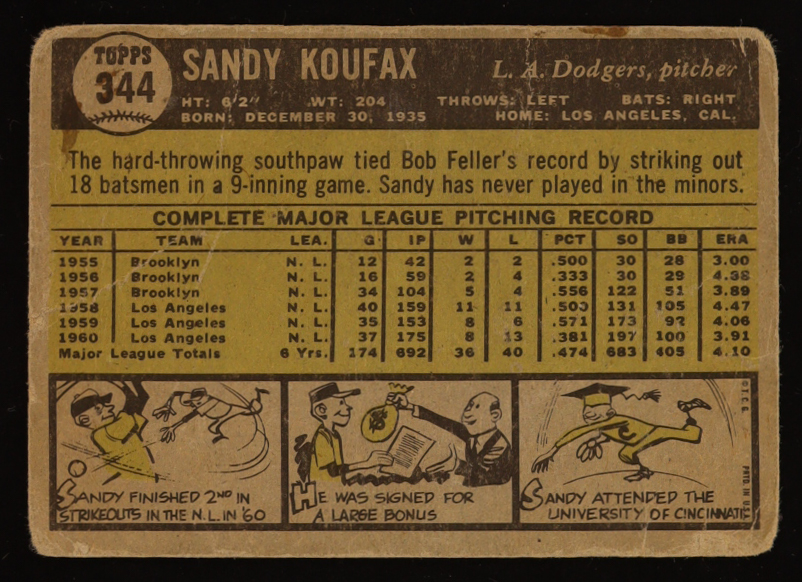 TOPPS
344
SANDY KOUFAX
L. A. Dodgers, pitcher
HT: 6'2" WT: 204 THROWS: LEFT BATS: RIGHT
BORN: DECEMBER 30, 1935 HOME: LOS ANGELES, CAL.
The hard-throwing southpaw tied Bob Feller's record by striking out
18 batsmen in a 9-inning game. Sandy has never played in the minors.
COMPLETE MAJOR LEAGUE PITCHING RECORD
YEAR TEAM LEA. G IP W L PCT SO BB ERA
1955 Brooklyn N. L. 12 42 2 2 .500 30 28 3.00
1956 Brooklyn N. L. 16 59 2 4 .333 30 29 4.38
1957 Brooklyn N. L. 34 104 5 4 .556 122 51 3.89
1958 Los Angeles N. L. 40 159 11 11 .500 131 105 4.47
1959 Los Angeles N. L. 35 153 8 6 .571 173 92 4.06
1960 Los Angeles N. L. 37 175 8 13 .381 197 100 3.91
Major League Totals 6 Yrs. 174 692 36 40 .474 683 405 4.10
SANDY FINISHED 2ND IN
STRIKEOUTS IN THE N.L. IN '60
$
HE WAS SIGNED FOR
A LARGE BONUS
C
SANDY ATTENDED THE
UNIVERSITY OF CINCINNATI
© T. C. G.
PRTD. IN U.S.A.